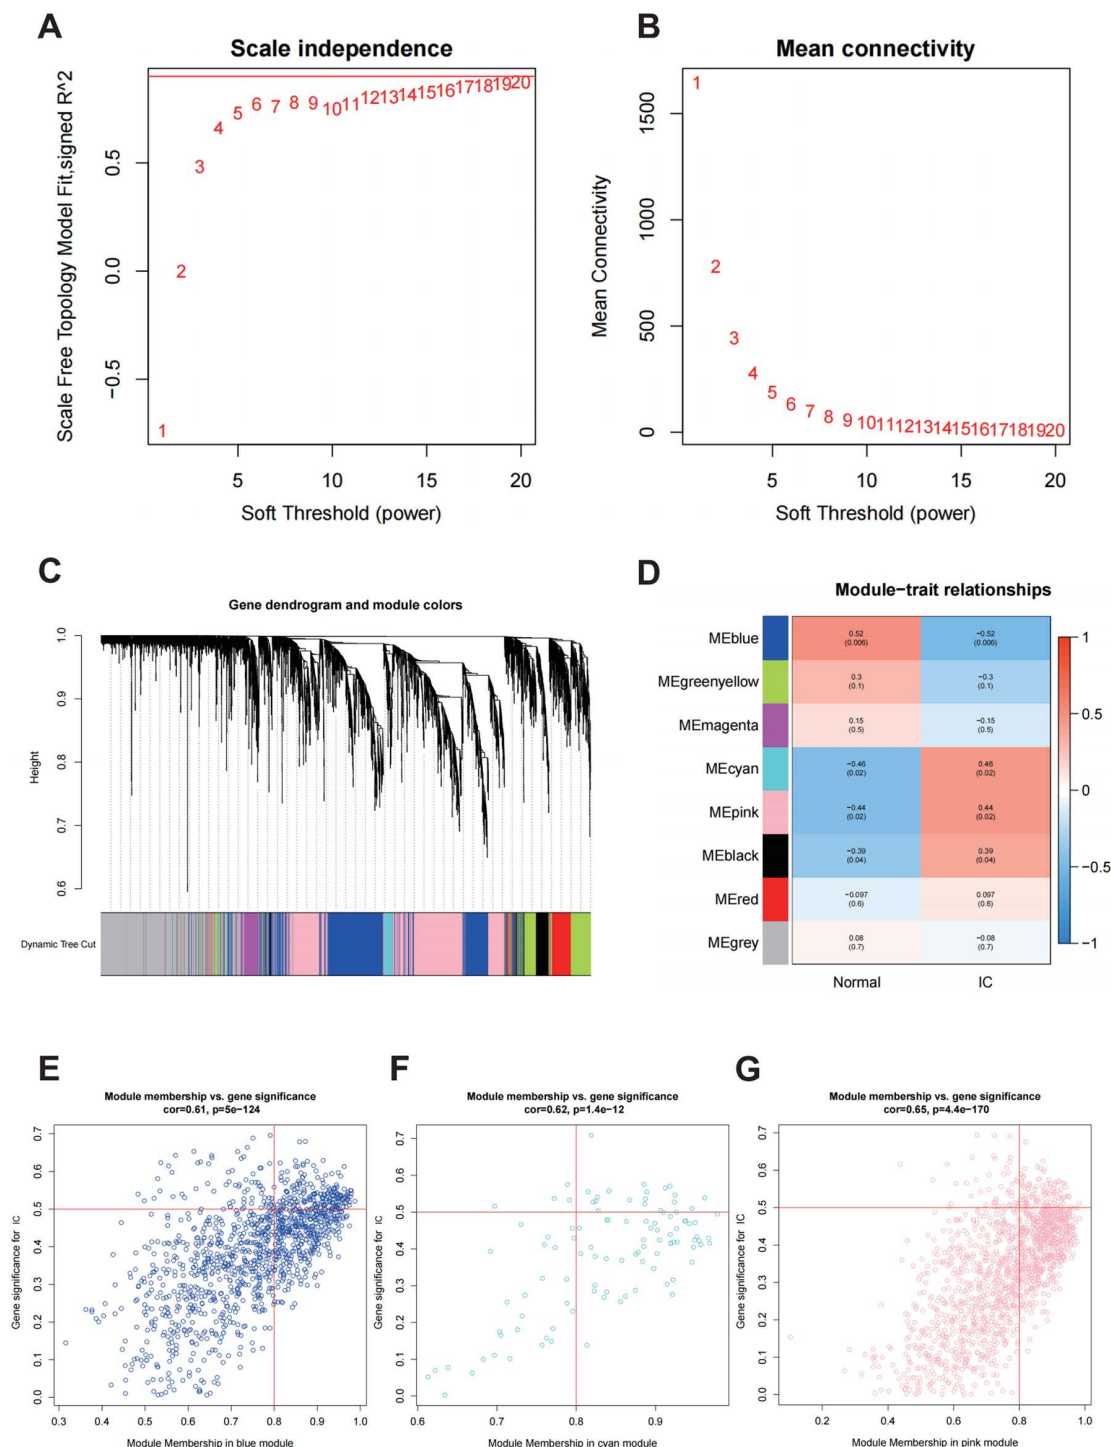 A
Scale independence
Scale Free Topology Model Fit,signed R^2
0.5
0.0
−0.5
1
2
3
4
5
6
7
8
9
10
11
12
13
14
15
16
17
18
19
20
5 10 15 20
Soft Threshold (power)
B
Mean connectivity
Mean Connectivity
1500
1000
500
0
1
2
3
4
5
6
7
8
9
10
11
12
13
14
15
16
17
18
19
20
5 10 15 20
Soft Threshold (power)
C
Gene dendrogram and module colors
Height
1.0
0.9
0.8
0.7
0.6
Dynamic Tree Cut
D
Module−trait relationships
MEblue
0.52
(0.006)
−0.52
(0.006)
MEgreenyellow
0.3
(0.1)
−0.3
(0.1)
MEmagenta
0.15
(0.5)
−0.15
(0.5)
MEcyan
−0.46
(0.02)
0.46
(0.02)
MEpink
−0.44
(0.02)
0.44
(0.02)
MEblack
−0.39
(0.04)
0.39
(0.04)
MEred
−0.097
(0.6)
0.097
(0.6)
MEgrey
0.08
(0.7)
−0.08
(0.7)
Normal IC
1
0.5
0
−0.5
−1
E
Module membership vs. gene significance
cor=0.61, p=5e−124
Gene significance for IC
0.7
0.6
0.5
0.4
0.3
0.2
0.1
0.0
0.3 0.4 0.5 0.6 0.7 0.8 0.9 1.0
Module Membership in blue module
F
Module membership vs. gene significance
cor=0.62, p=1.4e−12
Gene significance for IC
0.7
0.6
0.5
0.4
0.3
0.2
0.1
0.0
0.6 0.7 0.8 0.9
Module Membership in cyan module
G
Module membership vs. gene significance
cor=0.65, p=4.4e−170
Gene significance for IC
0.7
0.6
0.5
0.4
0.3
0.2
0.1
0.0
0.2 0.4 0.6 0.8 1.0
Module Membership in pink module